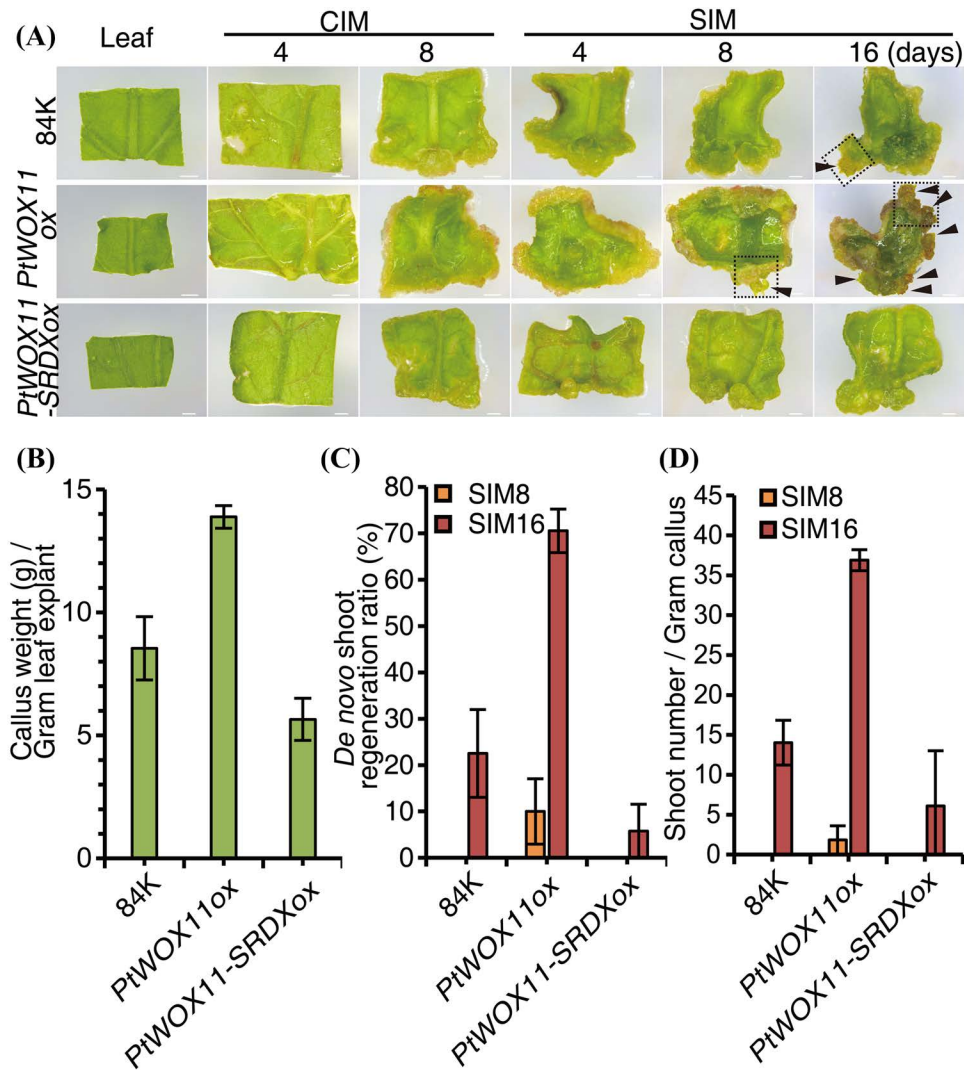 (A)
Leaf
CIM
SIM
4
8
4
8
16 (days)
84K
PtWOX11
ox
PtWOX11
-SRDXox
(B)
Callus weight (g) /
Gram leaf explant
15
10
5
0
84K
PtWOX11ox
PtWOX11-SRDXox
(C)
SIM8
SIM16
De novo shoot
regeneration ratio (%)
80
70
60
50
40
30
20
10
0
84K
PtWOX11ox
PtWOX11-SRDXox
(D)
SIM8
SIM16
Shoot number / Gram callus
45
40
35
30
25
20
15
10
5
0
84K
PtWOX11ox
PtWOX11-SRDXox